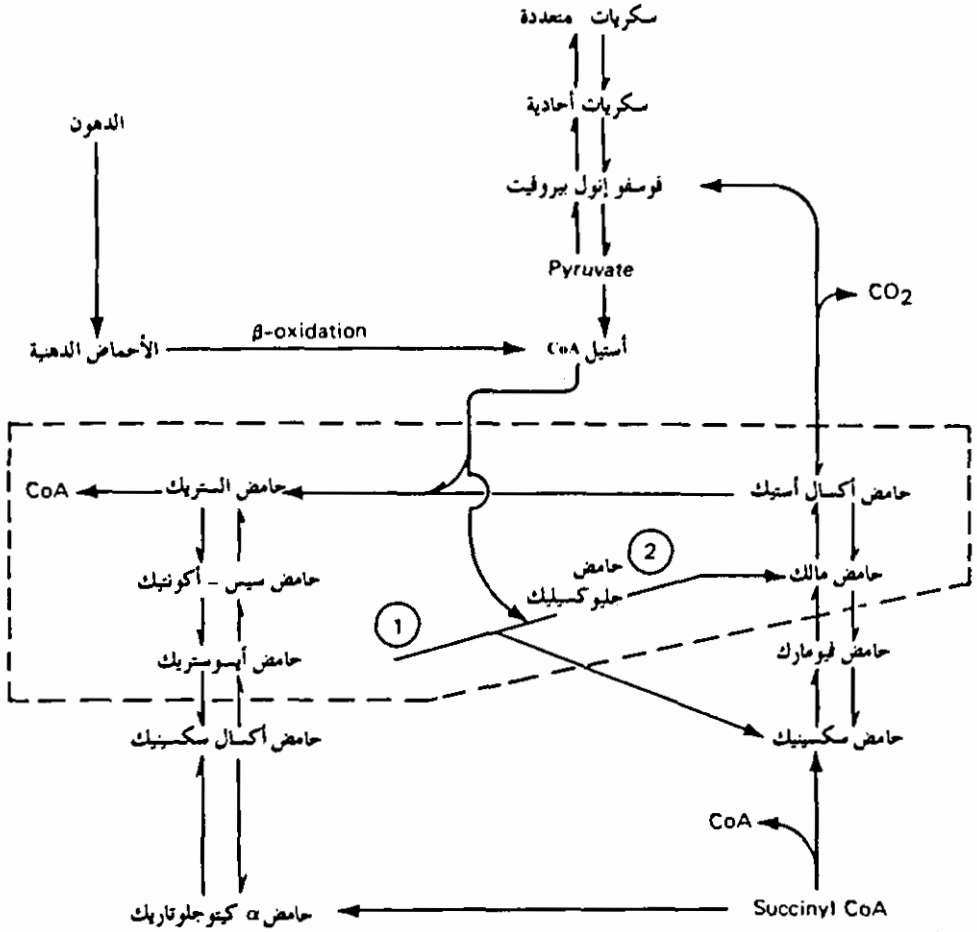 سكريات متعددة
سكريات أحادية
الدهون
فوسفو إنول بيروفيت
Pyruvate
CO2
β-oxidation
الأحماض الدهنية
أستيل CoA
CoA
حامض الستريك
حامض أكسال أستيك
حامض سيس - أكونتيك
حامض
جليوكسيليك
2
حامض مالك
1
حامض أيسوستريك
حامض فيومارك
حامض أكسال سكسينيك
حامض سكسينيك
CoA
حامض α كيتوجلوتاريك
Succinyl CoA